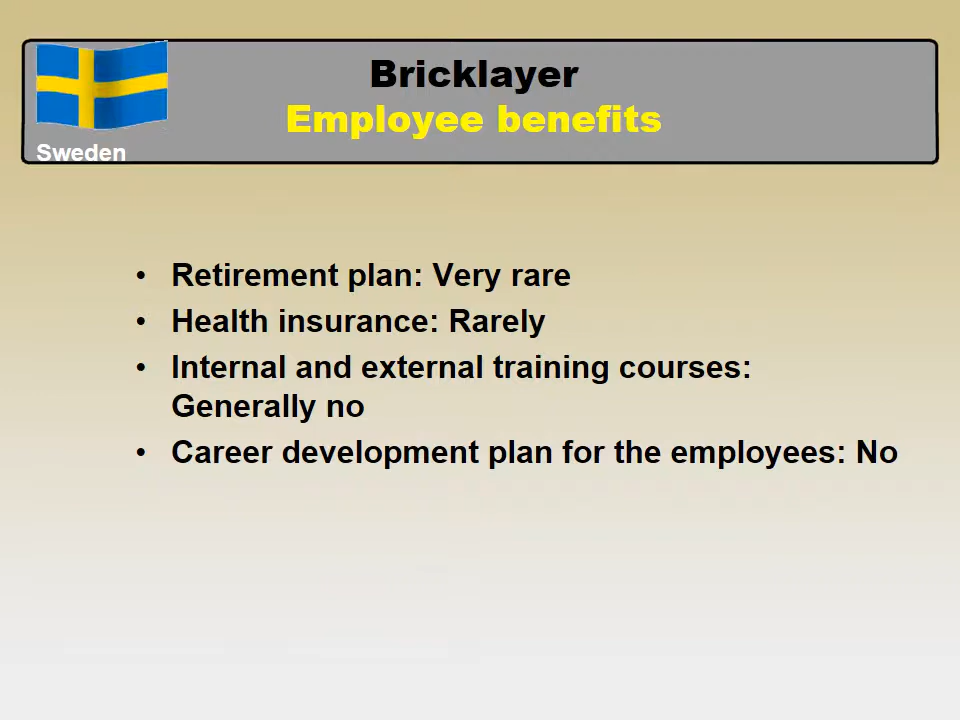 Bricklayer
Employee benefits
Sweden
• Retirement plan: Very rare
• Health insurance: Rarely
• Internal and external training courses:
Generally no
• Career development plan for the employees: No